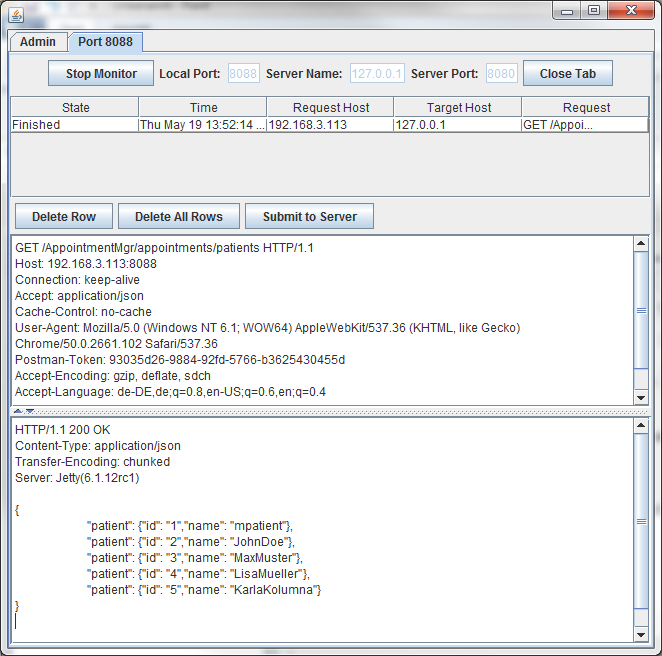 Admin Port 8088
Stop Monitor Local Port: 8088 Server Name: 127.0.0.1 Server Port: 8080 Close Tab
State Time Request Host Target Host Request
Finished Thu May 19 13:52:14 ... 192.168.3.113 127.0.0.1 GET /Appoi...
Delete Row Delete All Rows Submit to Server
GET /AppointmentMgr/appointments/patients HTTP/1.1
Host: 192.168.3.113:8088
Connection: keep-alive
Accept: application/json
Cache-Control: no-cache
User-Agent: Mozilla/5.0 (Windows NT 6.1; WOW64) AppleWebKit/537.36 (KHTML, like Gecko)
Chrome/50.0.2661.102 Safari/537.36
Postman-Token: 93035d26-9884-92fd-5766-b3625430455d
Accept-Encoding: gzip, deflate, sdch
Accept-Language: de-DE,de;q=0.8,en-US;q=0.6,en;q=0.4
HTTP/1.1 200 OK
Content-Type: application/json
Transfer-Encoding: chunked
Server: Jetty(6.1.12rc1)
{
"patient": {"id": "1","name": "mpatient"},
"patient": {"id": "2","name": "JohnDoe"},
"patient": {"id": "3","name": "MaxMuster"},
"patient": {"id": "4","name": "LisaMueller"},
"patient": {"id": "5","name": "KarlaKolumna"}
}